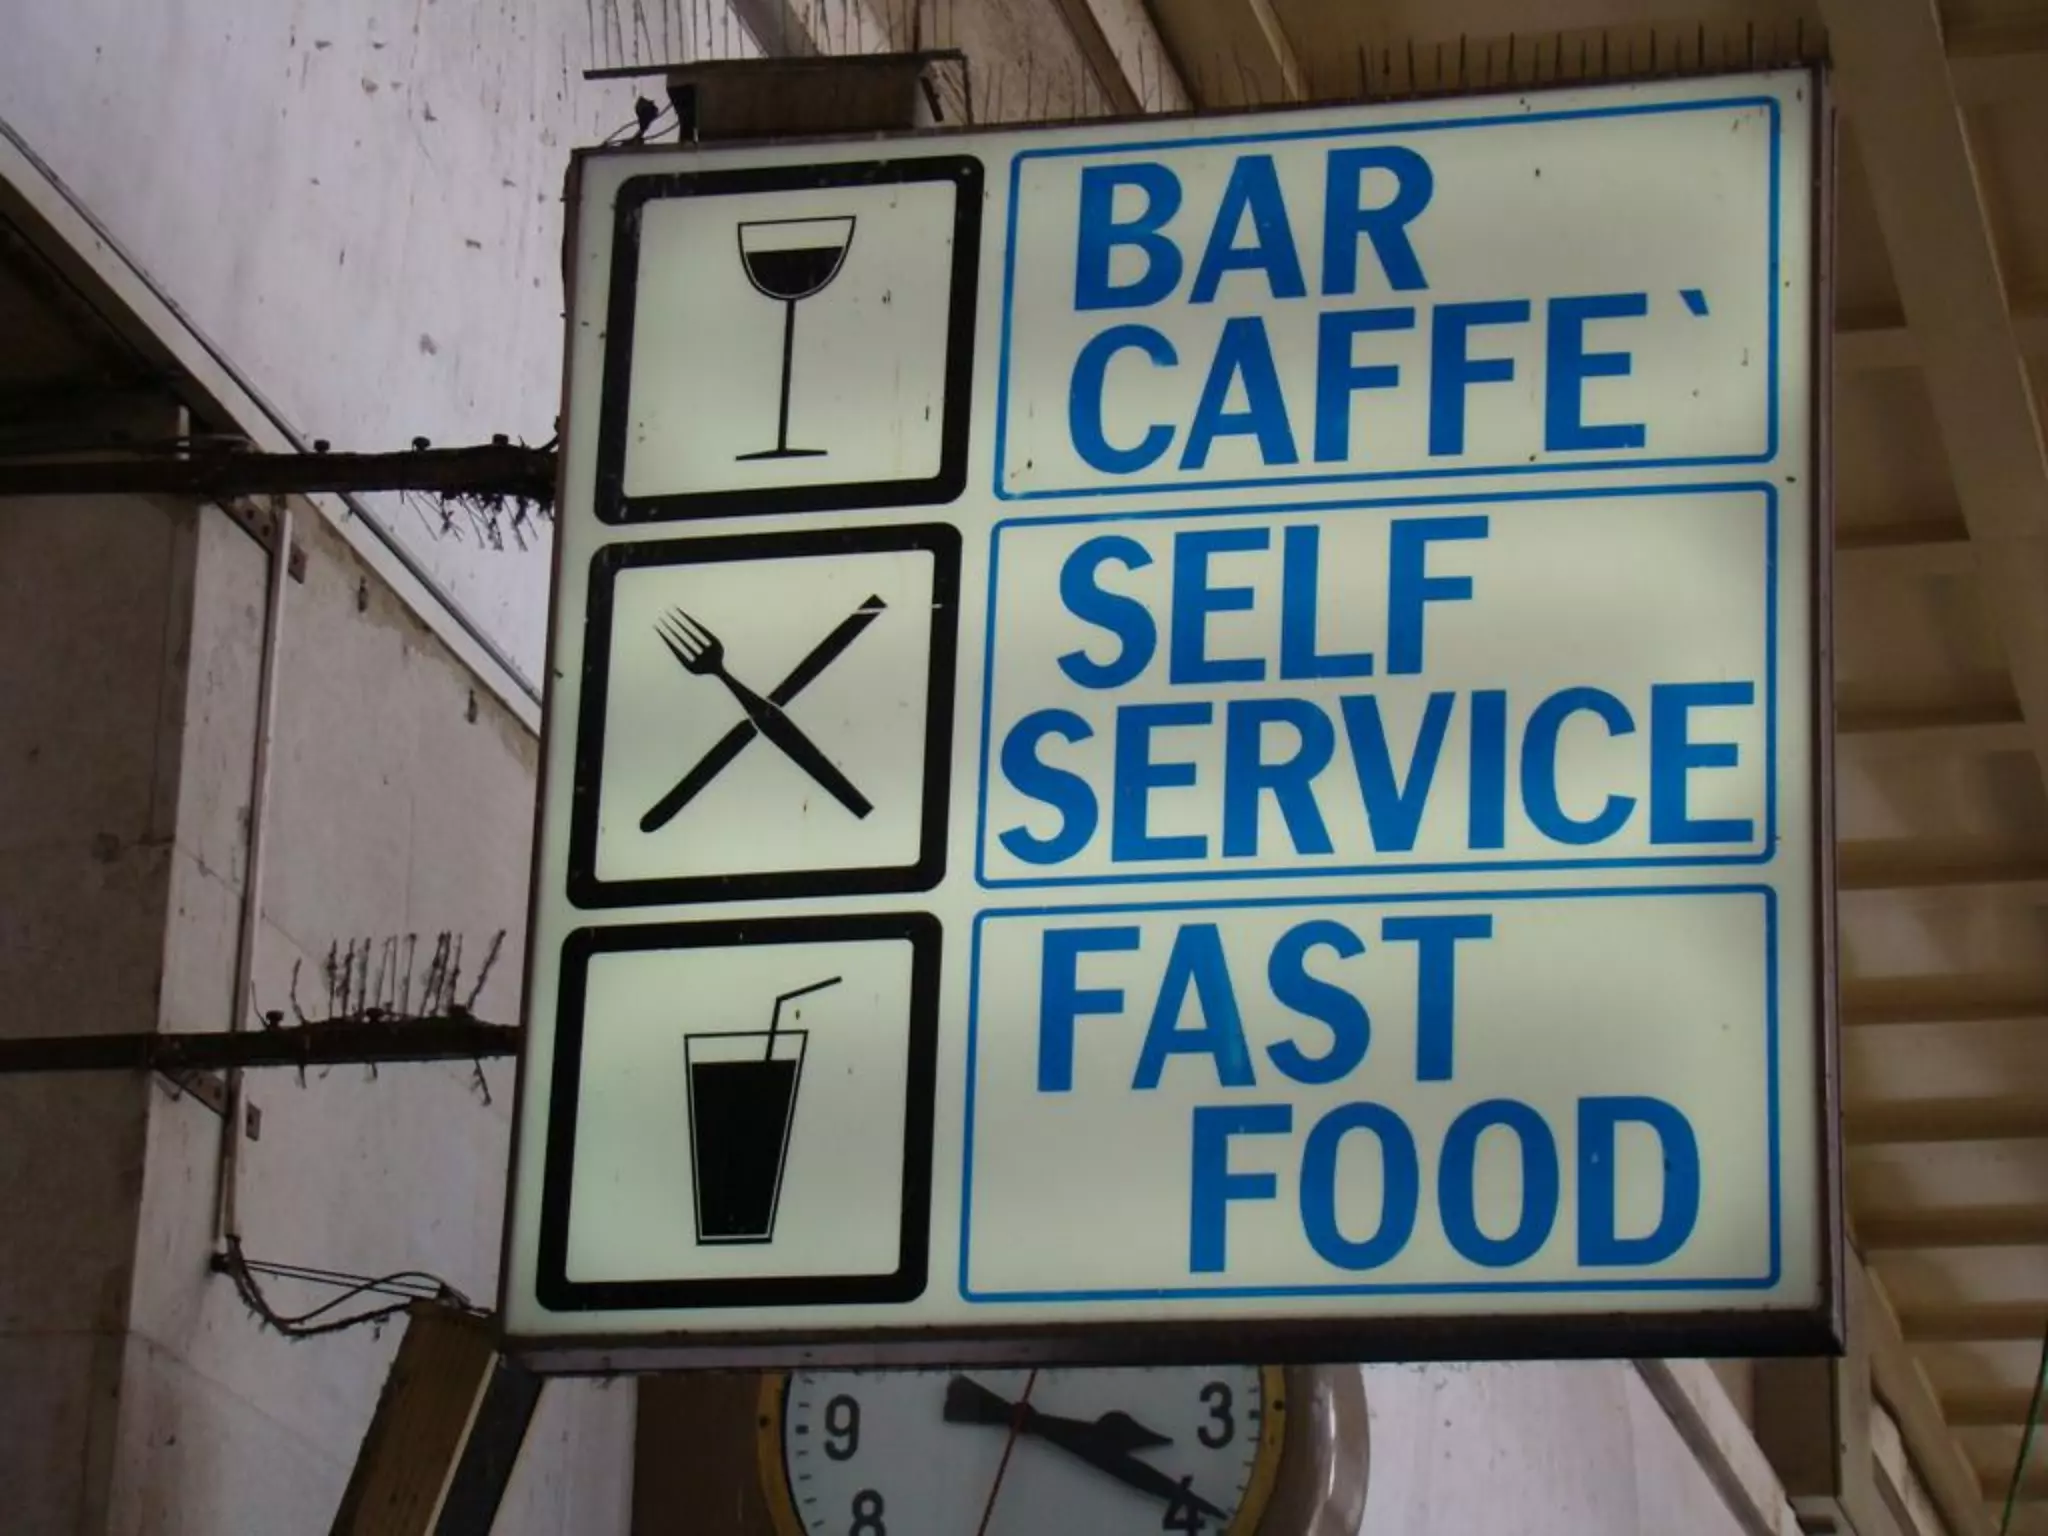 BAR
CAFFE`
SELF
SERVICE
FAST
FOOD
9 3
8 4